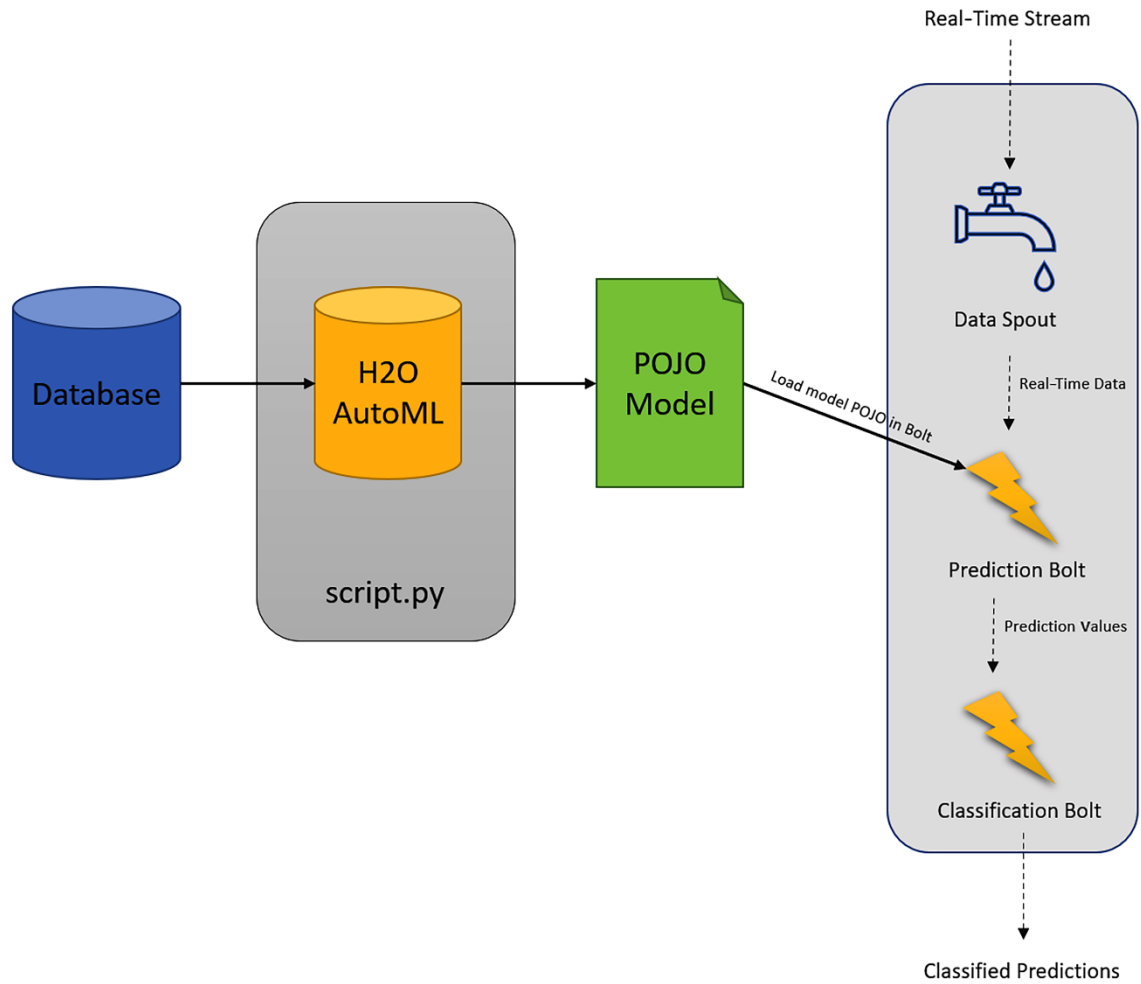 Real-Time Stream
Data Spout
Real-Time Data
Database
H2O
AutoML
script.py
POJO
Model
Load model POJO in Bolt
Prediction Bolt
Prediction Values
Classification Bolt
Classified Predictions